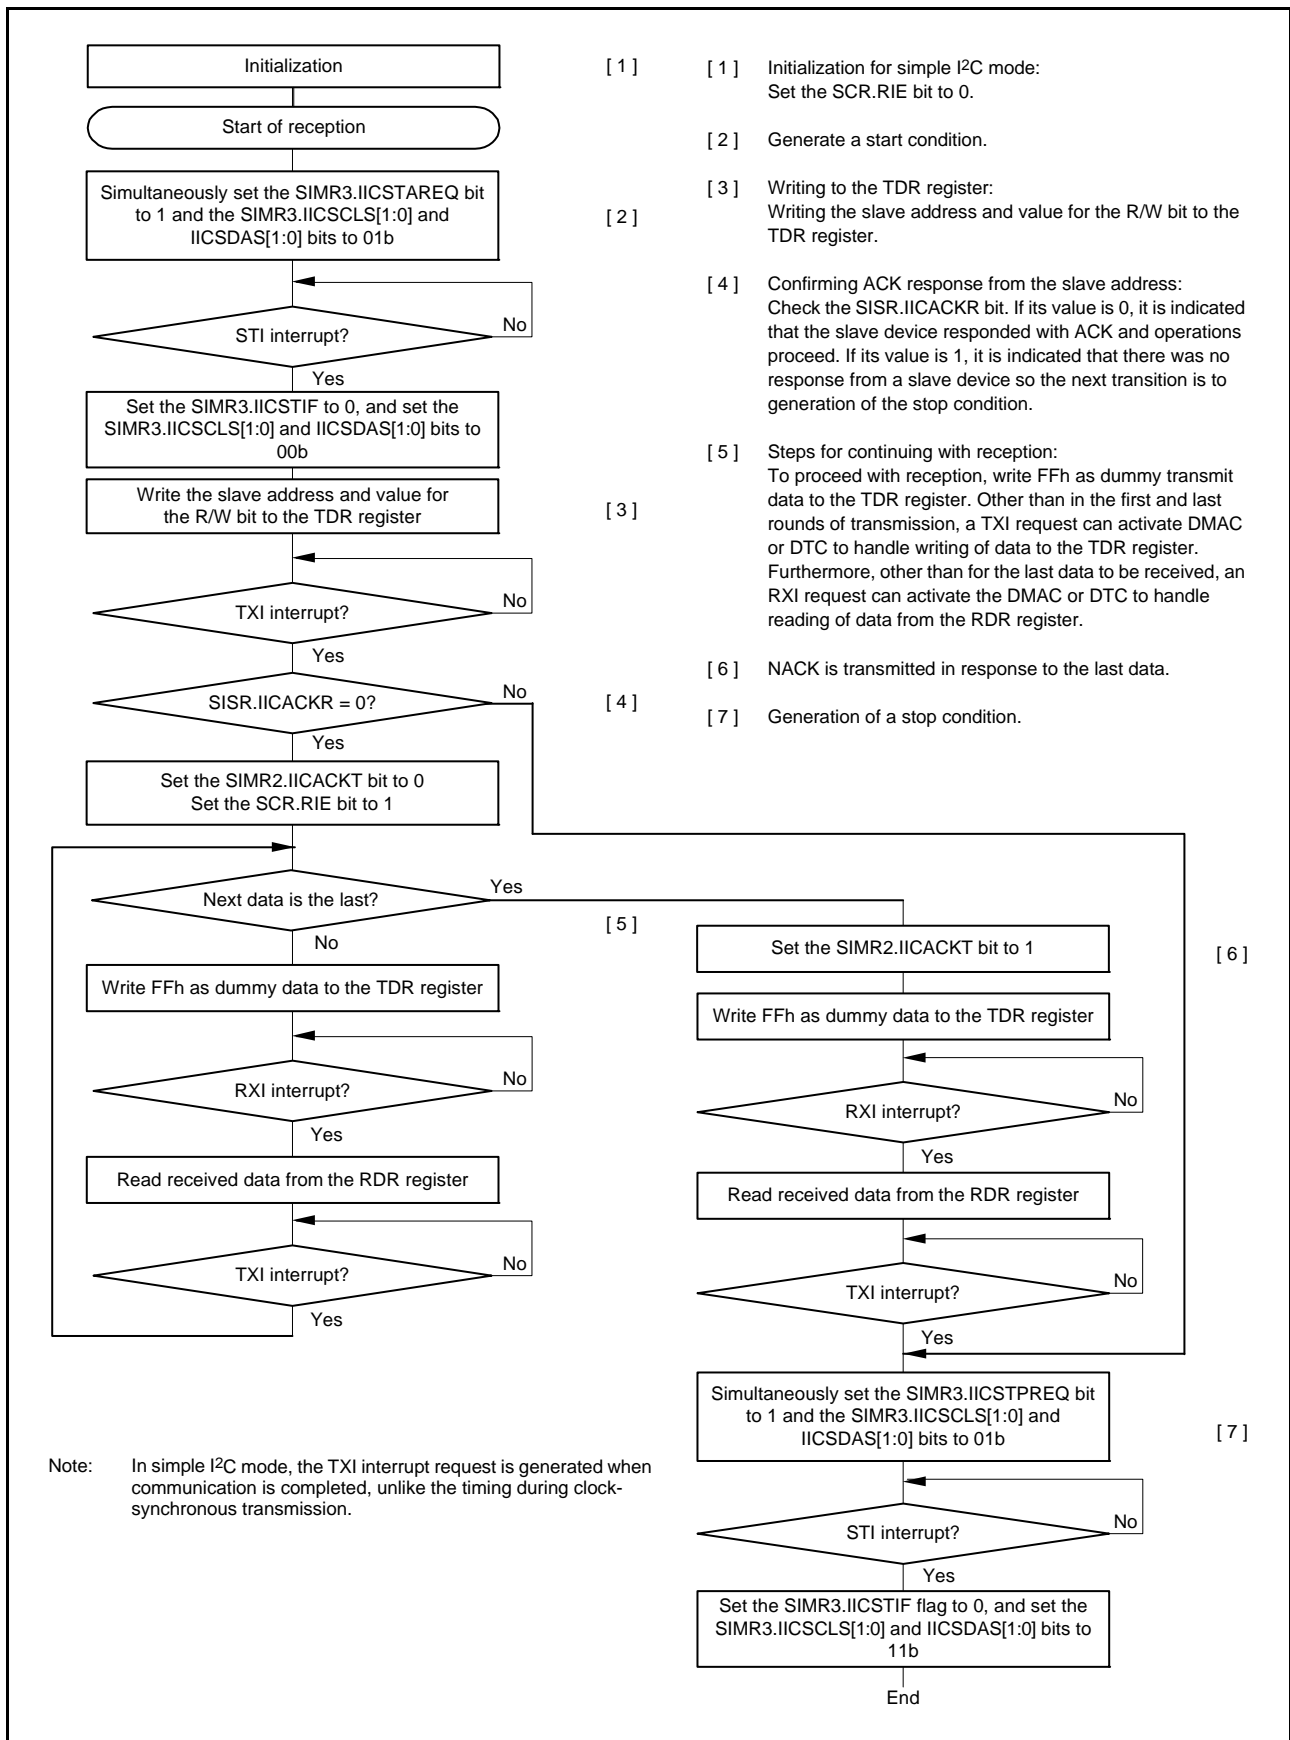 Initialization
[ 1 ]
Start of reception
Simultaneously set the SIMR3.IICSTAREQ bit
to 1 and the SIMR3.IICSCLS[1:0] and
IICSDAS[1:0] bits to 01b
[ 2 ]
STI interrupt?
No
Yes
Set the SIMR3.IICSTIF to 0, and set the
SIMR3.IICSCLS[1:0] and IICSDAS[1:0] bits to
00b
Write the slave address and value for
the R/W bit to the TDR register
[ 3 ]
TXI interrupt?
No
Yes
SISR.IICACKR = 0?
No
[ 4 ]
Yes
Set the SIMR2.IICACKT bit to 0
Set the SCR.RIE bit to 1
Next data is the last?
Yes
[ 5 ]
No
Write FFh as dummy data to the TDR register
RXI interrupt?
No
Yes
Read received data from the RDR register
TXI interrupt?
No
Yes
[ 1 ] Initialization for simple I2C mode:
Set the SCR.RIE bit to 0.
[ 2 ] Generate a start condition.
[ 3 ] Writing to the TDR register:
Writing the slave address and value for the R/W bit to the
TDR register.
[ 4 ] Confirming ACK response from the slave address:
Check the SISR.IICACKR bit. If its value is 0, it is indicated
that the slave device responded with ACK and operations
proceed. If its value is 1, it is indicated that there was no
response from a slave device so the next transition is to
generation of the stop condition.
[ 5 ] Steps for continuing with reception:
To proceed with reception, write FFh as dummy transmit
data to the TDR register. Other than in the first and last
rounds of transmission, a TXI request can activate DMAC
or DTC to handle writing of data to the TDR register.
Furthermore, other than for the last data to be received, an
RXI request can activate the DMAC or DTC to handle
reading of data from the RDR register.
[ 6 ] NACK is transmitted in response to the last data.
[ 7 ] Generation of a stop condition.
Set the SIMR2.IICACKT bit to 1
[ 6 ]
Write FFh as dummy data to the TDR register
RXI interrupt?
No
Yes
Read received data from the RDR register
TXI interrupt?
No
Yes
Simultaneously set the SIMR3.IICSTPREQ bit
to 1 and the SIMR3.IICSCLS[1:0] and
IICSDAS[1:0] bits to 01b
[ 7 ]
STI interrupt?
No
Yes
Set the SIMR3.IICSTIF flag to 0, and set the
SIMR3.IICSCLS[1:0] and IICSDAS[1:0] bits to
11b
End
Note: In simple I2C mode, the TXI interrupt request is generated when
communication is completed, unlike the timing during clock-
synchronous transmission.